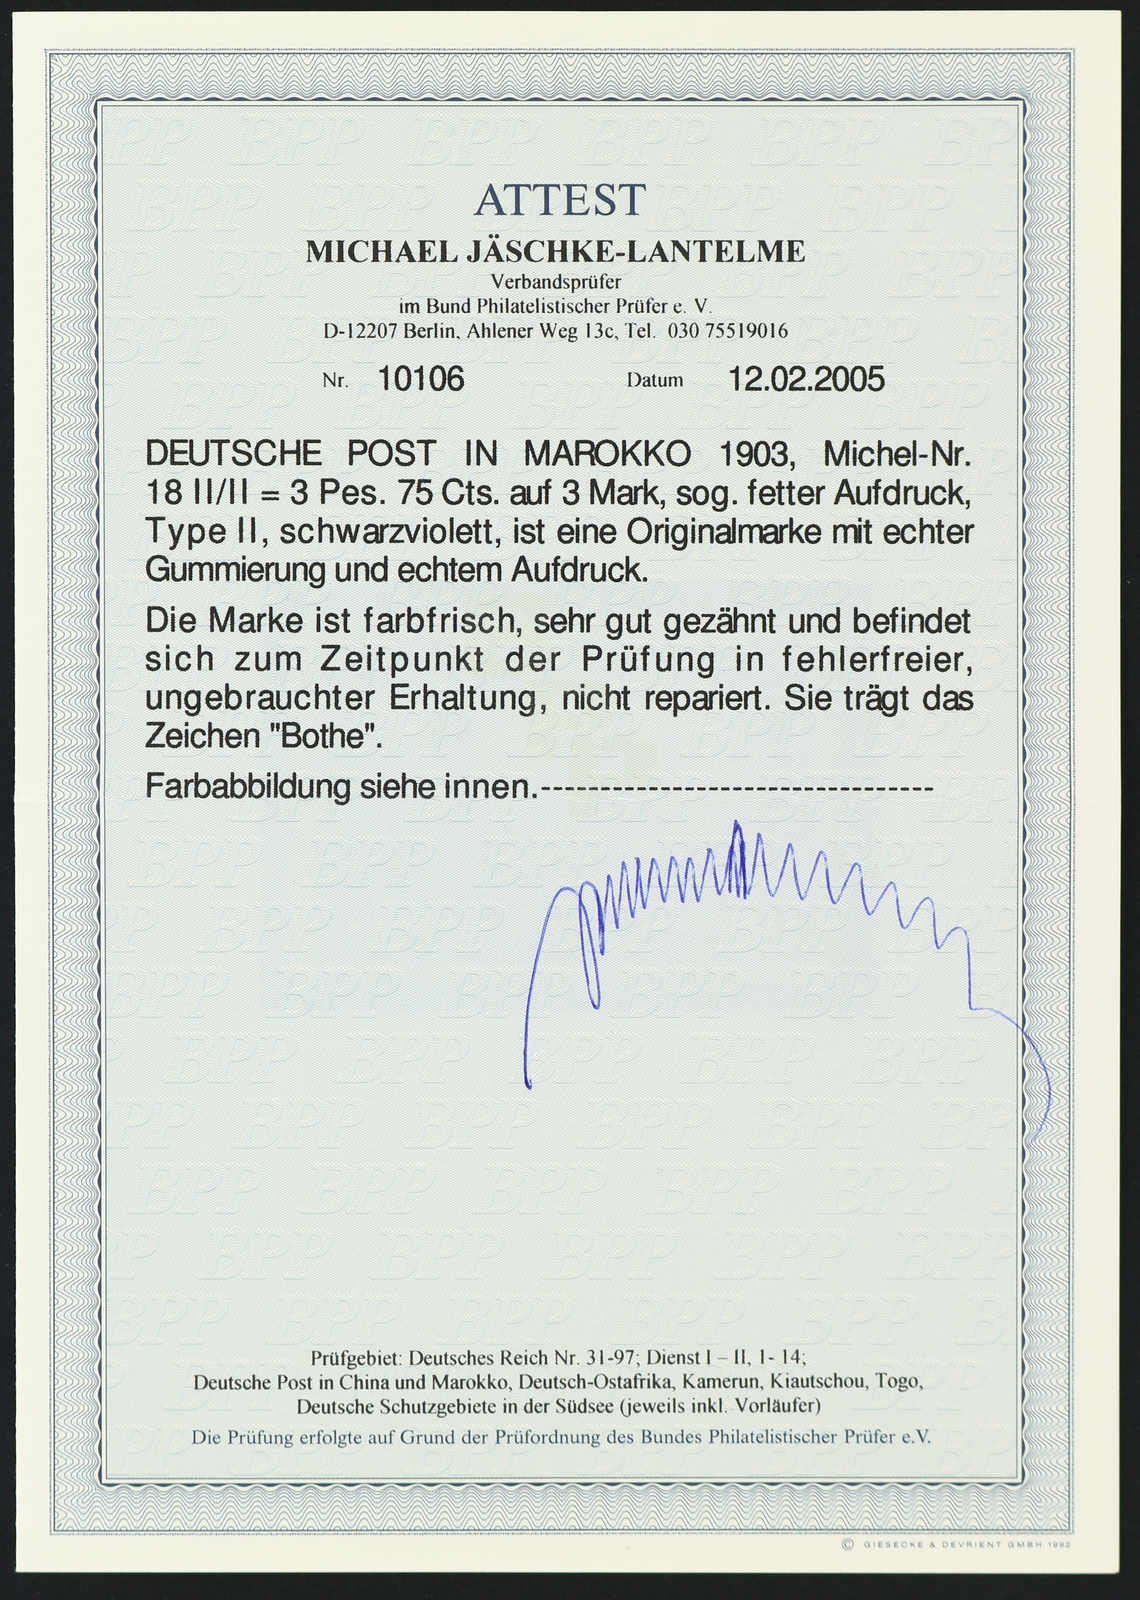 ATTEST
MICHAEL JÄSCHKE-LANTELME
Verbandsprüfer
im Bund Philatelistischer Prüfer e. V.
D-12207 Berlin, Ahlener Weg 13c, Tel. 030 75519016
Nr. 10106 Datum 12.02.2005
DEUTSCHE POST IN MAROKKO 1903, Michel-Nr.
18 II/II = 3 Pes. 75 Cts. auf 3 Mark, sog. fetter Aufdruck,
Type II, schwarzviolett, ist eine Originalmarke mit echter
Gummierung und echtem Aufdruck.
Die Marke ist farbfrisch, sehr gut gezähnt und befindet
sich zum Zeitpunkt der Prüfung in fehlerfreier,
ungebrauchter Erhaltung, nicht repariert. Sie trägt das
Zeichen "Bothe".
Farbabbildung siehe innen.---------------------------------
Prüfgebiet: Deutsches Reich Nr. 31-97; Dienst I – II, 1- 14;
Deutsche Post in China und Marokko, Deutsch-Ostafrika, Kamerun, Kiautschou, Togo,
Deutsche Schutzgebiete in der Südsee (jeweils inkl. Vorläufer)
Die Prüfung erfolgte auf Grund der Prüfordnung des Bundes Philatelistischer Prüfer e.V.
© GIESECKE & DEVRIENT GMBH 1992